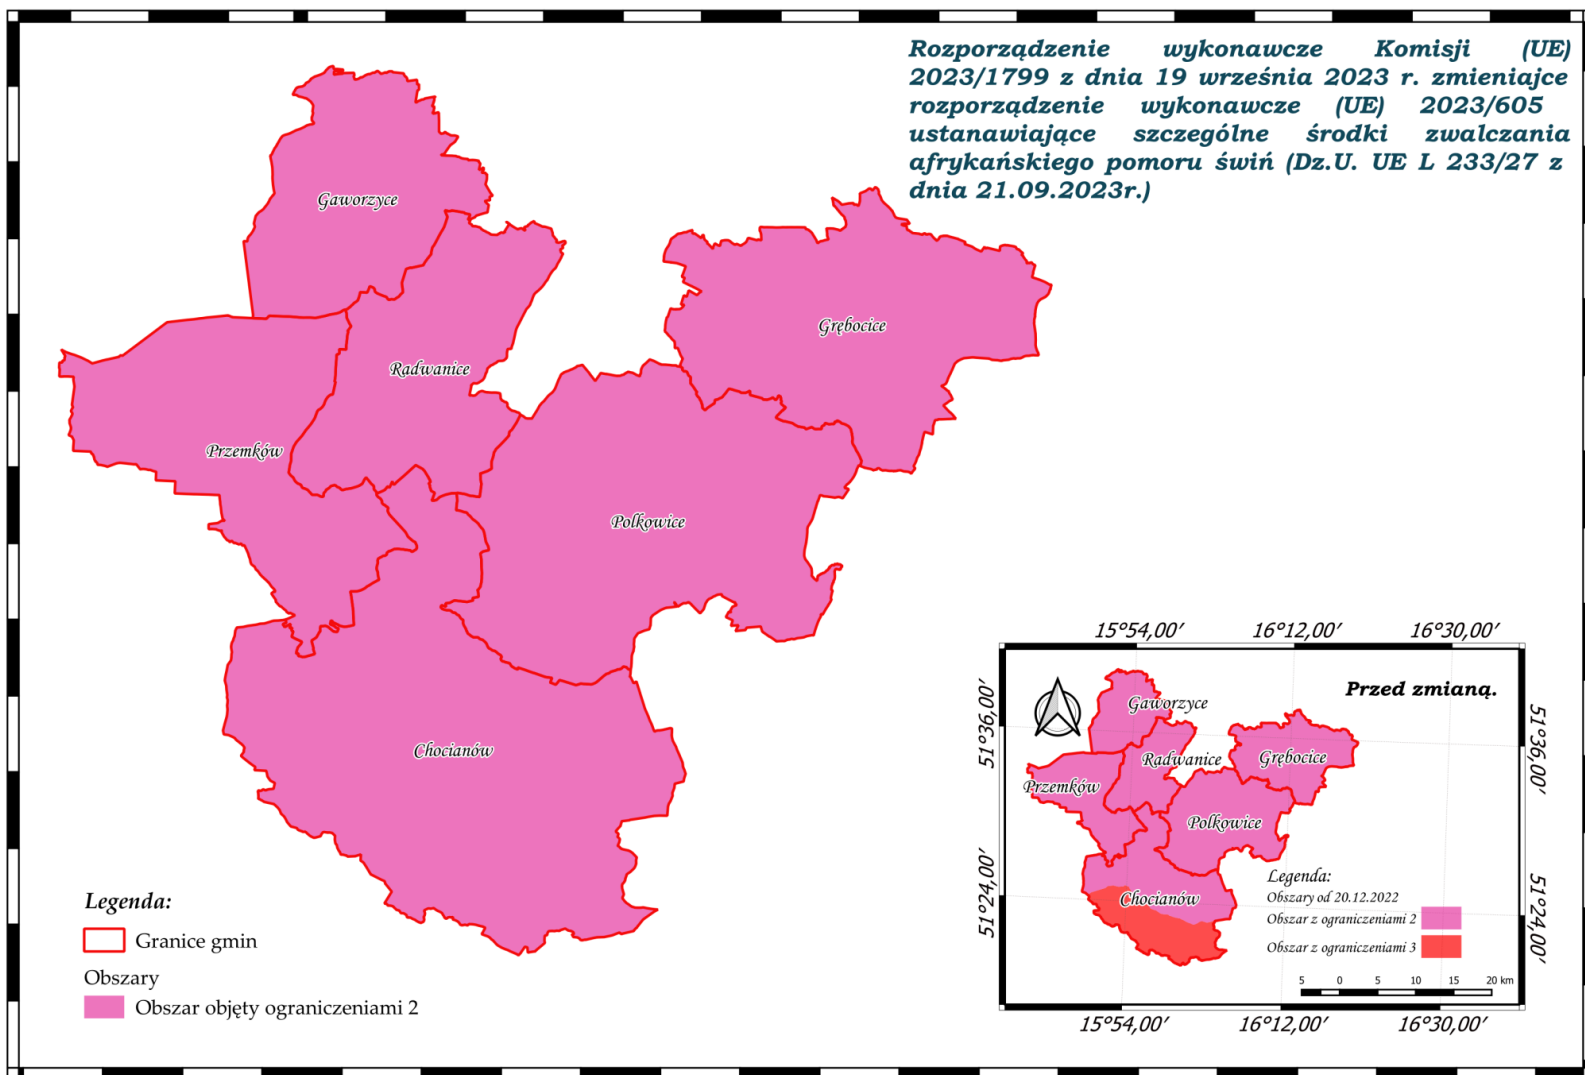 Rozporządzenie wykonawcze Komisji (UE)
2023/1799 z dnia 19 września 2023 r. zmieniajce
rozporządzenie wykonawcze (UE) 2023/605
ustanawiające szczególne środki zwalczania
afrykańskiego pomoru świń (Dz.U. UE L 233/27 z
dnia 21.09.2023r.)
Gaworzyce
Grębocice
Radwanice
Przemków
Polkowice
Chocianów
Legenda:
Granice gmin
Obszary
Obszar objęty ograniczeniami 2
15°54,00′ 16°12,00′ 16°30,00′
51°36,00′
51°24,00′
Przed zmianą.
Gaworzyce
Radwanice
Grębocice
Przemków
Polkowice
Chocianów
Legenda:
Obszary od 20.12.2022
Obszar z ograniczeniami 2
Obszar z ograniczeniami 3
5 0 5 10 15 20 km
51°36,00′
51°24,00′
15°54,00′ 16°12,00′ 16°30,00′